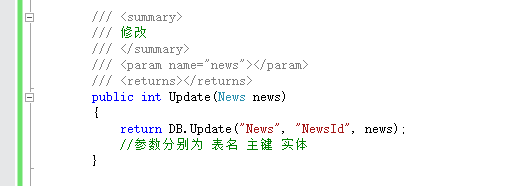 /// <summary>
/// 修改
/// </summary>
/// <param name="news"></param>
/// <returns></returns>
public int Update(News news)
{
return DB.Update("News", "NewsId", news);
//参数分别为 表名 主键 实体
}